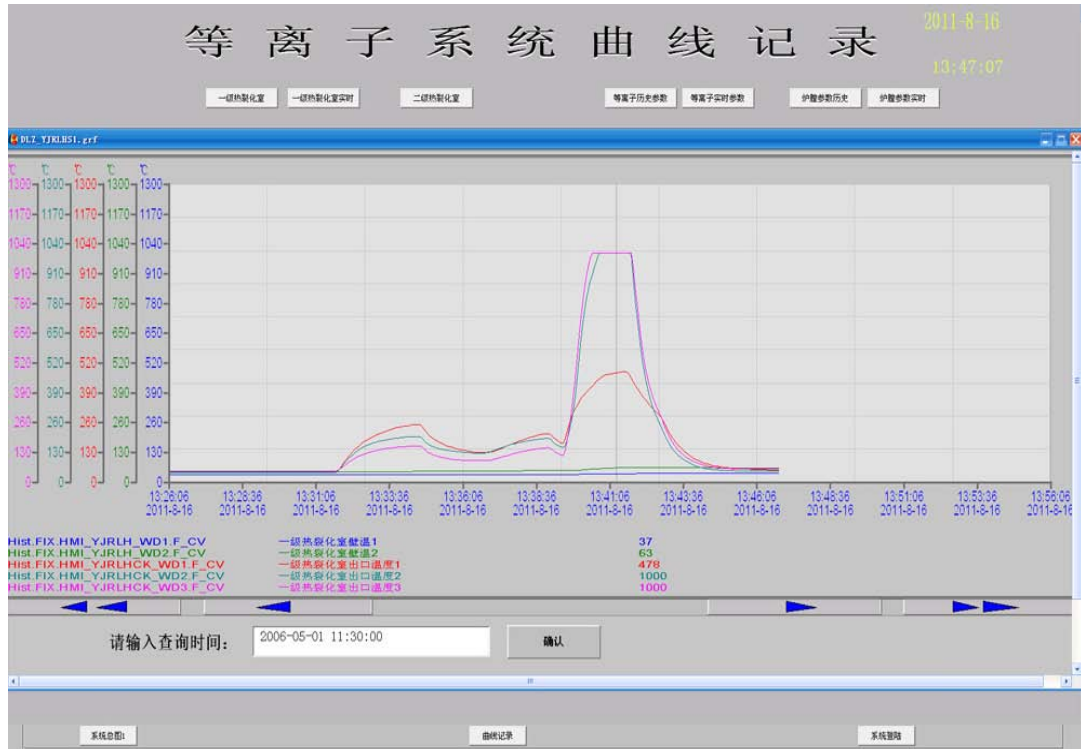 等离子系统曲线记录
2011-8-16
13:47:07
一级热裂化室 一级热裂化室实时 二级热裂化室 等离子历史参数 等离子实时参数 炉膛参数历史 炉膛参数实时
DLZ_YJRLHS1.grf
℃ ℃ ℃ ℃ ℃
1300 1300 1300 1300 1300
1170 1170 1170 1170 1170
1040 1040 1040 1040 1040
910 910 910 910 910
780 780 780 780 780
650 650 650 650 650
520 520 520 520 520
390 390 390 390 390
260 260 260 260 260
130 130 130 130 130
0 0 0 0 0
13:26:06 13:28:36 13:31:06 13:33:36 13:36:06 13:38:36 13:41:06 13:43:36 13:46:06 13:48:36 13:51:06 13:53:36 13:56:06
2011-8-16 2011-8-16 2011-8-16 2011-8-16 2011-8-16 2011-8-16 2011-8-16 2011-8-16 2011-8-16 2011-8-16 2011-8-16 2011-8-16 2011-8-16
Hist.FIX.HMI_YJRLH_WD1.F_CV 一级热裂化室壁温1 37
Hist.FIX.HMI_YJRLH_WD2.F_CV 一级热裂化室壁温2 63
Hist.FIX.HMI_YJRLHCK_WD1.F_CV 一级热裂化室出口温度1 478
Hist.FIX.HMI_YJRLHCK_WD2.F_CV 一级热裂化室出口温度2 1000
Hist.FIX.HMI_YJRLHCK_WD3.F_CV 一级热裂化室出口温度3 1000
请输入查询时间： 2006-05-01 11:30:00 确认
系统总图1 曲线记录 系统登陆